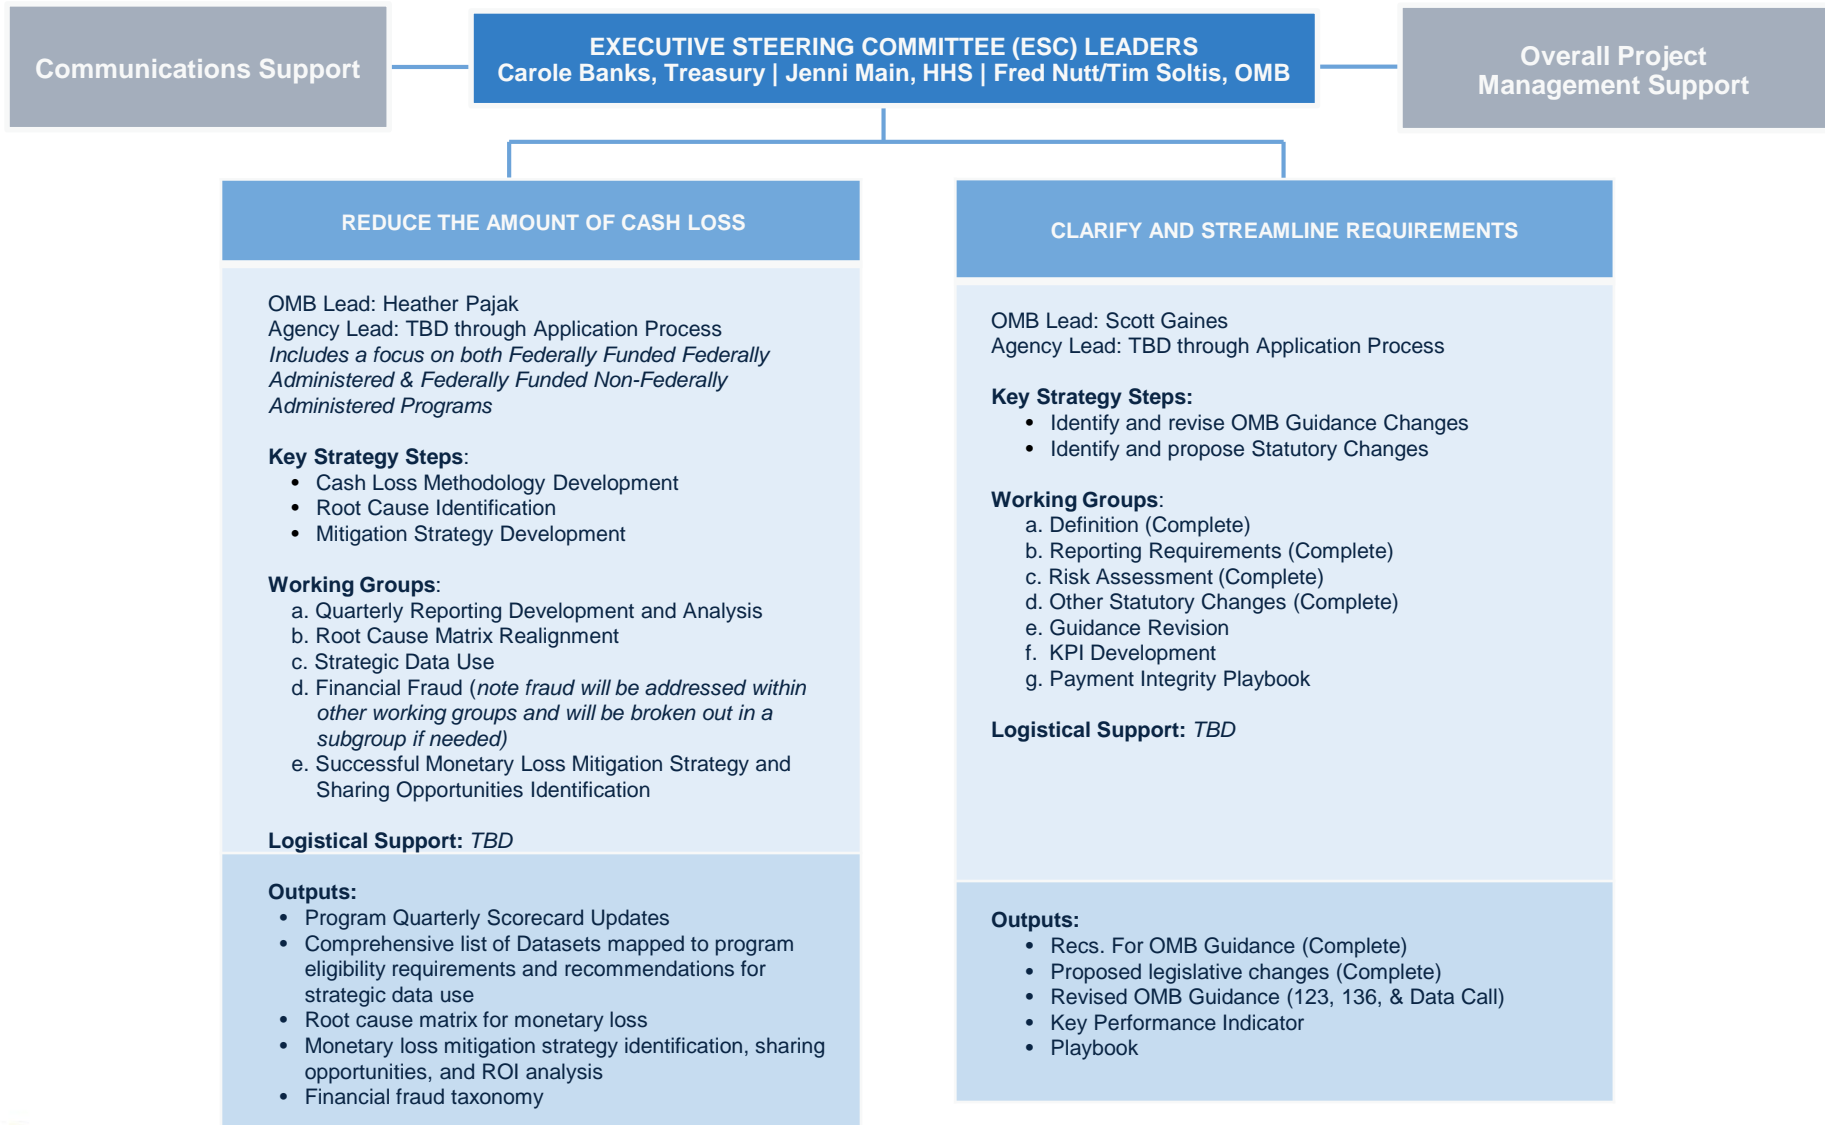 Communications Support
EXECUTIVE STEERING COMMITTEE (ESC) LEADERS
Carole Banks, Treasury | Jenni Main, HHS | Fred Nutt/Tim Soltis, OMB
Overall Project
Management Support
REDUCE THE AMOUNT OF CASH LOSS
OMB Lead: Heather Pajak
Agency Lead: TBD through Application Process
Includes a focus on both Federally Funded Federally
Administered & Federally Funded Non-Federally
Administered Programs
Key Strategy Steps:
• Cash Loss Methodology Development
• Root Cause Identification
• Mitigation Strategy Development
Working Groups:
a. Quarterly Reporting Development and Analysis
b. Root Cause Matrix Realignment
c. Strategic Data Use
d. Financial Fraud (note fraud will be addressed within
other working groups and will be broken out in a
subgroup if needed)
e. Successful Monetary Loss Mitigation Strategy and
Sharing Opportunities Identification
Logistical Support: TBD
Outputs:
• Program Quarterly Scorecard Updates
• Comprehensive list of Datasets mapped to program
eligibility requirements and recommendations for
strategic data use
• Root cause matrix for monetary loss
• Monetary loss mitigation strategy identification, sharing
opportunities, and ROI analysis
• Financial fraud taxonomy
CLARIFY AND STREAMLINE REQUIREMENTS
OMB Lead: Scott Gaines
Agency Lead: TBD through Application Process
Key Strategy Steps:
• Identify and revise OMB Guidance Changes
• Identify and propose Statutory Changes
Working Groups:
a. Definition (Complete)
b. Reporting Requirements (Complete)
c. Risk Assessment (Complete)
d. Other Statutory Changes (Complete)
e. Guidance Revision
f. KPI Development
g. Payment Integrity Playbook
Logistical Support: TBD
Outputs:
• Recs. For OMB Guidance (Complete)
• Proposed legislative changes (Complete)
• Revised OMB Guidance (123, 136, & Data Call)
• Key Performance Indicator
• Playbook